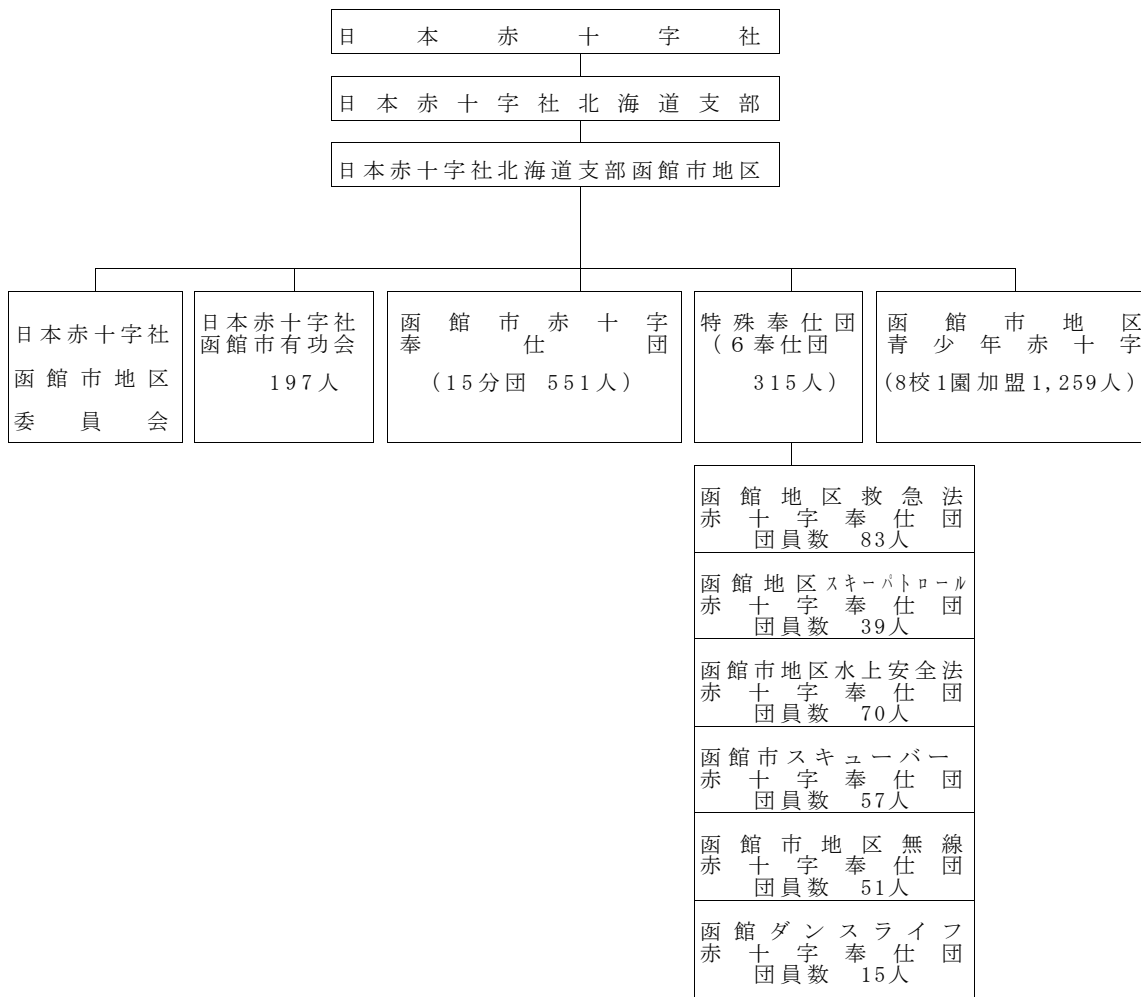 日本赤十字社
日本赤十字社北海道支部
日本赤十字社北海道支部函館市地区
日本赤十字社
函館市地区
委員会
日本赤十字社
函館市有功会
197人
函館市赤十字
奉仕団
(15分団 551人)
特殊奉仕団
(6奉仕団
315人)
函館市地区
青少年赤十字
(8校1園加盟1,259人)
函館地区救急法
赤十字奉仕団
団員数 83人
函館地区スキーパトロール
赤十字奉仕団
団員数 39人
函館市地区水上安全法
赤十字奉仕団
団員数 70人
函館市スキューバー
赤十字奉仕団
団員数 57人
函館市地区無線
赤十字奉仕団
団員数 51人
函館ダンスライフ
赤十字奉仕団
団員数 15人